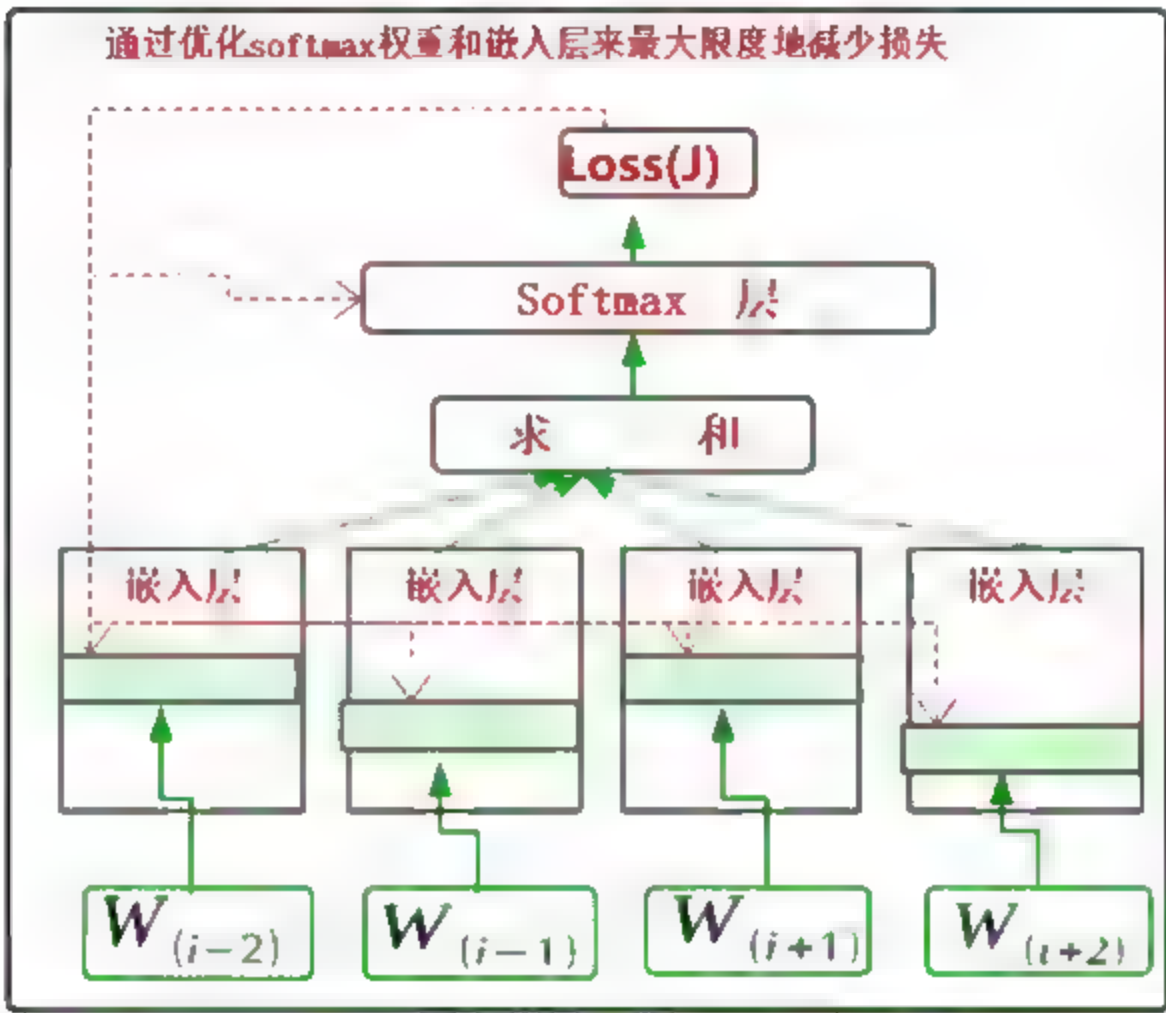 通过优化softmax权重和嵌入层来最大限度地减少损失
Loss(J)
Softmax 层
求 和
嵌入层 嵌入层 嵌入层 嵌入层
W(i-2) W(i-1) W(i+1) W(i+2)